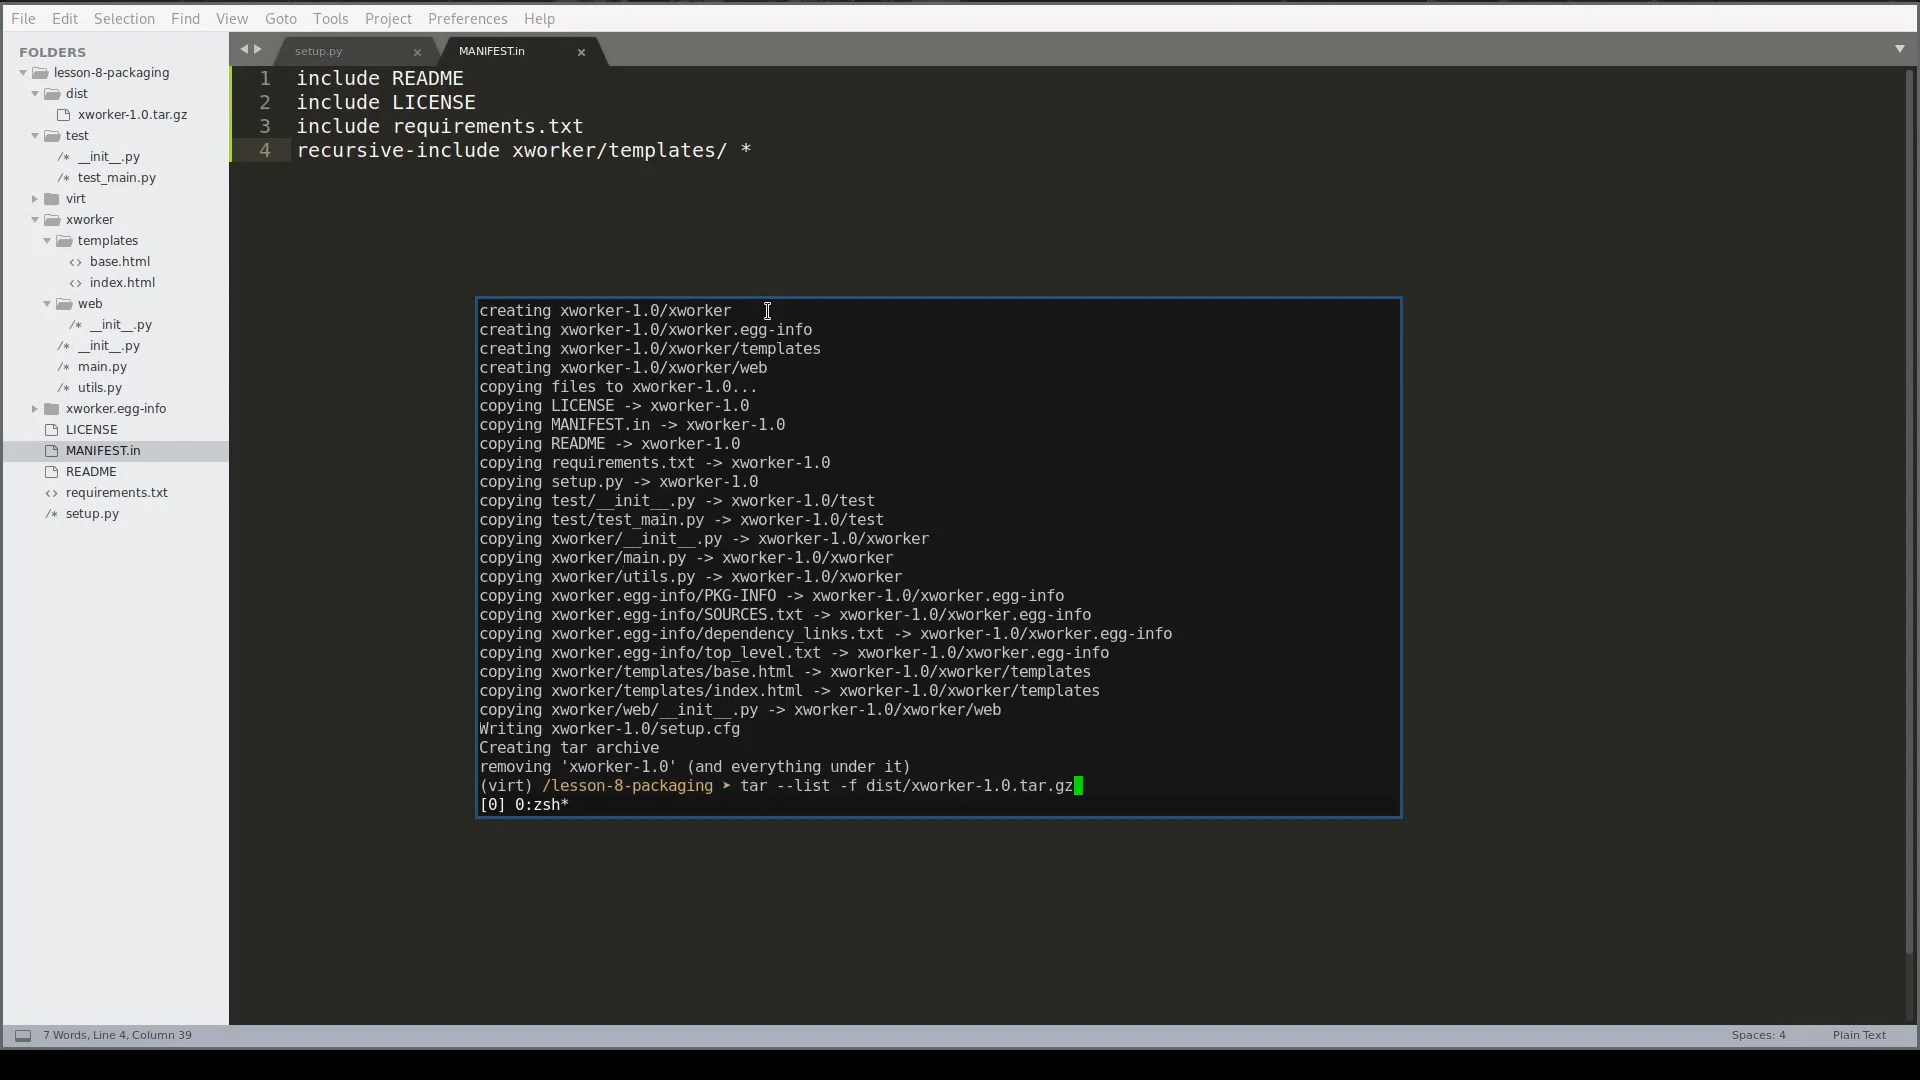 File Edit Selection Find View Goto Tools Project Preferences Help
FOLDERS
lesson-8-packaging
dist
xworker-1.0.tar.gz
test
/* __init__.py
/* test_main.py
virt
xworker
templates
<> base.html
<> index.html
web
/* __init__.py
/* __init__.py
/* main.py
/* utils.py
xworker.egg-info
LICENSE
MANIFEST.in
README
<> requirements.txt
/* setup.py
setup.py × MANIFEST.in ×
1 include README
2 include LICENSE
3 include requirements.txt
4 recursive-include xworker/templates/ *
creating xworker-1.0/xworker
creating xworker-1.0/xworker.egg-info
creating xworker-1.0/xworker/templates
creating xworker-1.0/xworker/web
copying files to xworker-1.0...
copying LICENSE -> xworker-1.0
copying MANIFEST.in -> xworker-1.0
copying README -> xworker-1.0
copying requirements.txt -> xworker-1.0
copying setup.py -> xworker-1.0
copying test/__init__.py -> xworker-1.0/test
copying test/test_main.py -> xworker-1.0/test
copying xworker/__init__.py -> xworker-1.0/xworker
copying xworker/main.py -> xworker-1.0/xworker
copying xworker/utils.py -> xworker-1.0/xworker
copying xworker.egg-info/PKG-INFO -> xworker-1.0/xworker.egg-info
copying xworker.egg-info/SOURCES.txt -> xworker-1.0/xworker.egg-info
copying xworker.egg-info/dependency_links.txt -> xworker-1.0/xworker.egg-info
copying xworker.egg-info/top_level.txt -> xworker-1.0/xworker.egg-info
copying xworker/templates/base.html -> xworker-1.0/xworker/templates
copying xworker/templates/index.html -> xworker-1.0/xworker/templates
copying xworker/web/__init__.py -> xworker-1.0/xworker/web
Writing xworker-1.0/setup.cfg
Creating tar archive
removing 'xworker-1.0' (and everything under it)
(virt) /lesson-8-packaging ➤ tar --list -f dist/xworker-1.0.tar.gz
[0] 0:zsh*
7 Words, Line 4, Column 39 Spaces: 4 Plain Text